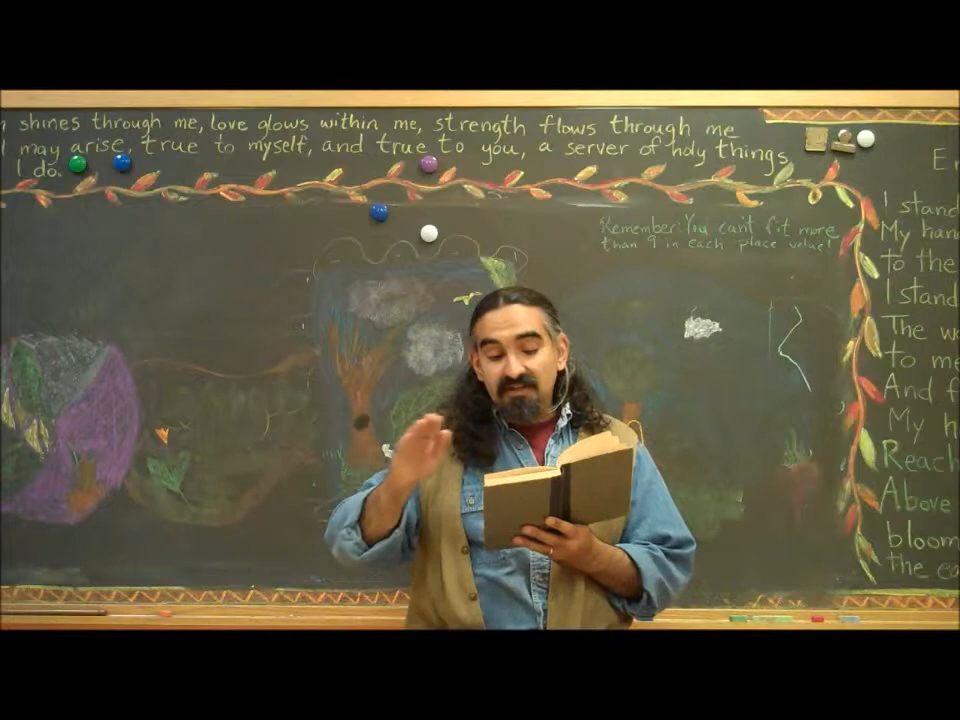 shines through me, love glows within me, strength flows through me
I may arise, true to myself, and true to you, a server of holy things
I do.
Remember: You can't fit more
than 9 in each place value!
I stand
My han
to the
I stand
The w
to me
And f
My h
Reach
Above
bloom
the ea